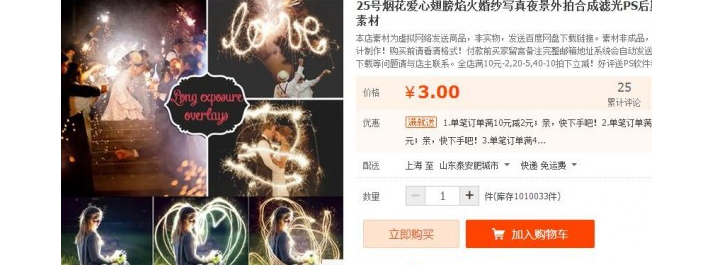 25号烟花爱心翅膀焰火婚纱写真夜景外拍合成滤光PS后
素材
本店素材为虚拟网络发送商品，非实物，发送百度网盘下载链接。素材非成品，
计制作！购买前请看清格式！付款前买家留言备注完整邮箱地址系统会自动发送
下载等问题请与店主联系。全店满10元-2,20-5,40-10拍下立减！好评送PS软件
love
Long exposure
overlays
价格
¥3.00
25
累计评论
优惠
满就送 1.单笔订单满10元减2元；亲，快下手吧！2.单笔订单满
元；亲，快下手吧！3.单笔订单满4...
配送
上海 至 山东泰安肥城市
快递 免运费
数量
1
件(库存1010033件)
立即购买
加入购物车